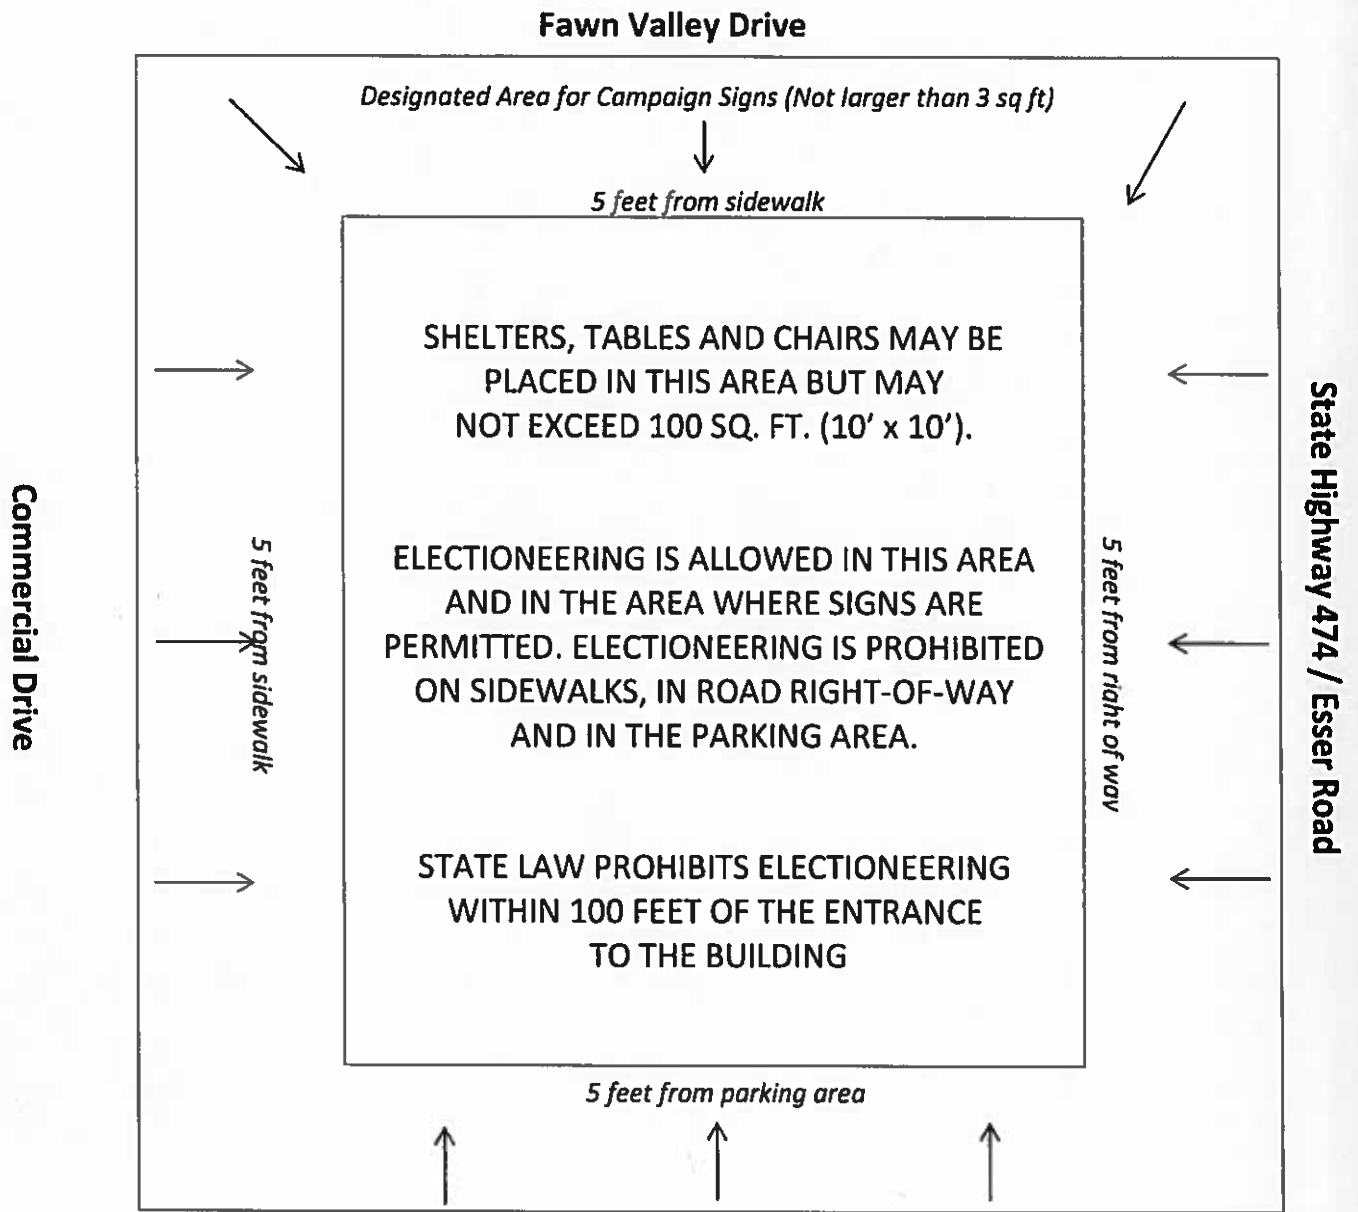 Fawn Valley Drive
Designated Area for Campaign Signs (Not larger than 3 sq ft)
5 feet from sidewalk
SHELTERS, TABLES AND CHAIRS MAY BE
PLACED IN THIS AREA BUT MAY
NOT EXCEED 100 SQ. FT. (10' x 10').
Commercial Drive
5 feet from sidewalk
ELECTIONEERING IS ALLOWED IN THIS AREA
AND IN THE AREA WHERE SIGNS ARE
PERMITTED. ELECTIONEERING IS PROHIBITED
ON SIDEWALKS, IN ROAD RIGHT-OF-WAY
AND IN THE PARKING AREA.
5 feet from right of way
State Highway 474 / Esser Road
STATE LAW PROHIBITS ELECTIONEERING
WITHIN 100 FEET OF THE ENTRANCE
TO THE BUILDING
5 feet from parking area